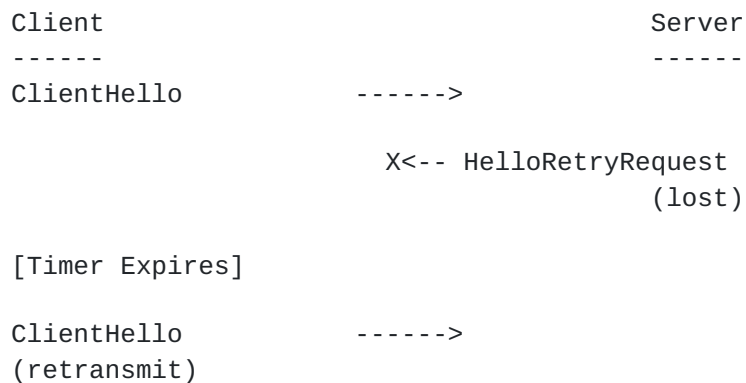 Client                                   Server
------                                   ------
ClientHello           ------>
X<-- HelloRetryRequest
(lost)
[Timer Expires]
ClientHello           ------>
(retransmit)